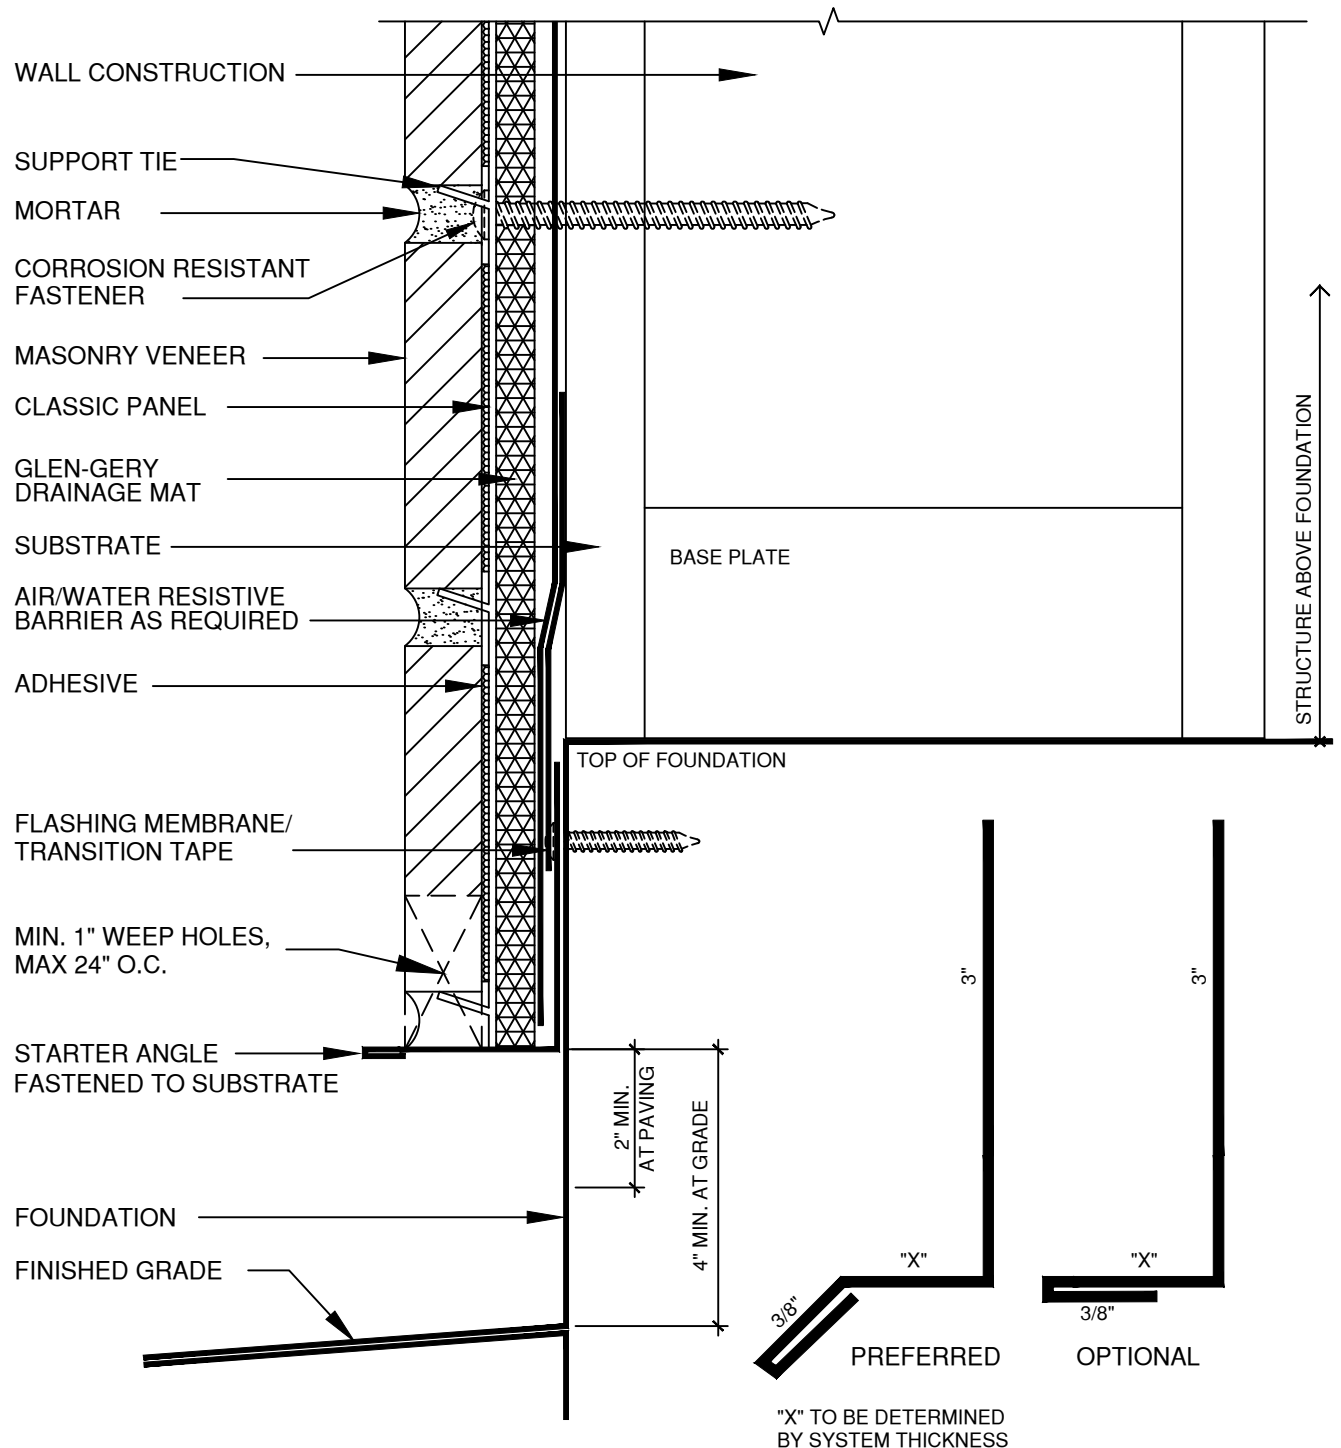 WALL CONSTRUCTION
SUPPORT TIE
MORTAR
CORROSION RESISTANT
FASTENER
MASONRY VENEER
CLASSIC PANEL
GLEN-GERY
DRAINAGE MAT
SUBSTRATE
BASE PLATE
AIR/WATER RESISTIVE
BARRIER AS REQUIRED
STRUCTURE ABOVE FOUNDATION
ADHESIVE
TOP OF FOUNDATION
FLASHING MEMBRANE/
TRANSITION TAPE
MIN. 1" WEEP HOLES,
MAX 24" O.C.
STARTER ANGLE
FASTENED TO SUBSTRATE
2" MIN.
AT PAVING
4" MIN. AT GRADE
FOUNDATION
FINISHED GRADE
3"
"X"
3/8"
PREFERRED
3"
"X"
3/8"
OPTIONAL
"X" TO BE DETERMINED
BY SYSTEM THICKNESS